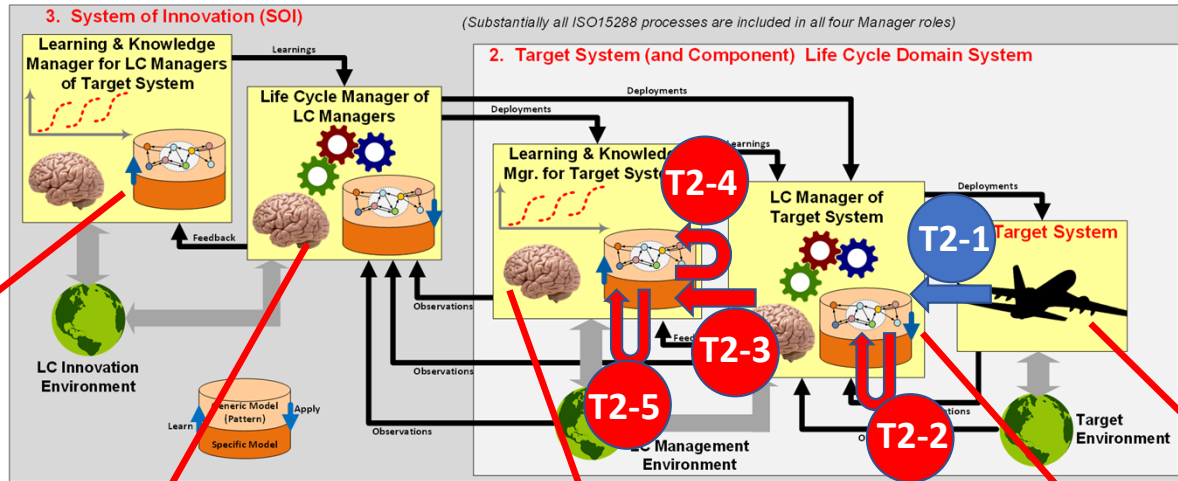 3. System of Innovation (SOI)
(Substantially all ISO15288 processes are included in all four Manager roles)
Learning & Knowledge
Manager for LC Managers
of Target System
Learnings
2. Target System (and Component) Life Cycle Domain System
Life Cycle Manager of
LC Managers
Deployments
Deployments
Learning & Knowledge
Mgr. for Target System
Learnings
T2-4
LC Manager of
Target System
Deployments
T2-1
Target System
Feedback
Observations
T2-3
T2-5
T2-2
Observations
Observations
LC Innovation
Environment
Generic Model
(Pattern)
Specific Model
Learn
Apply
LC Management
Environment
Target
Environment